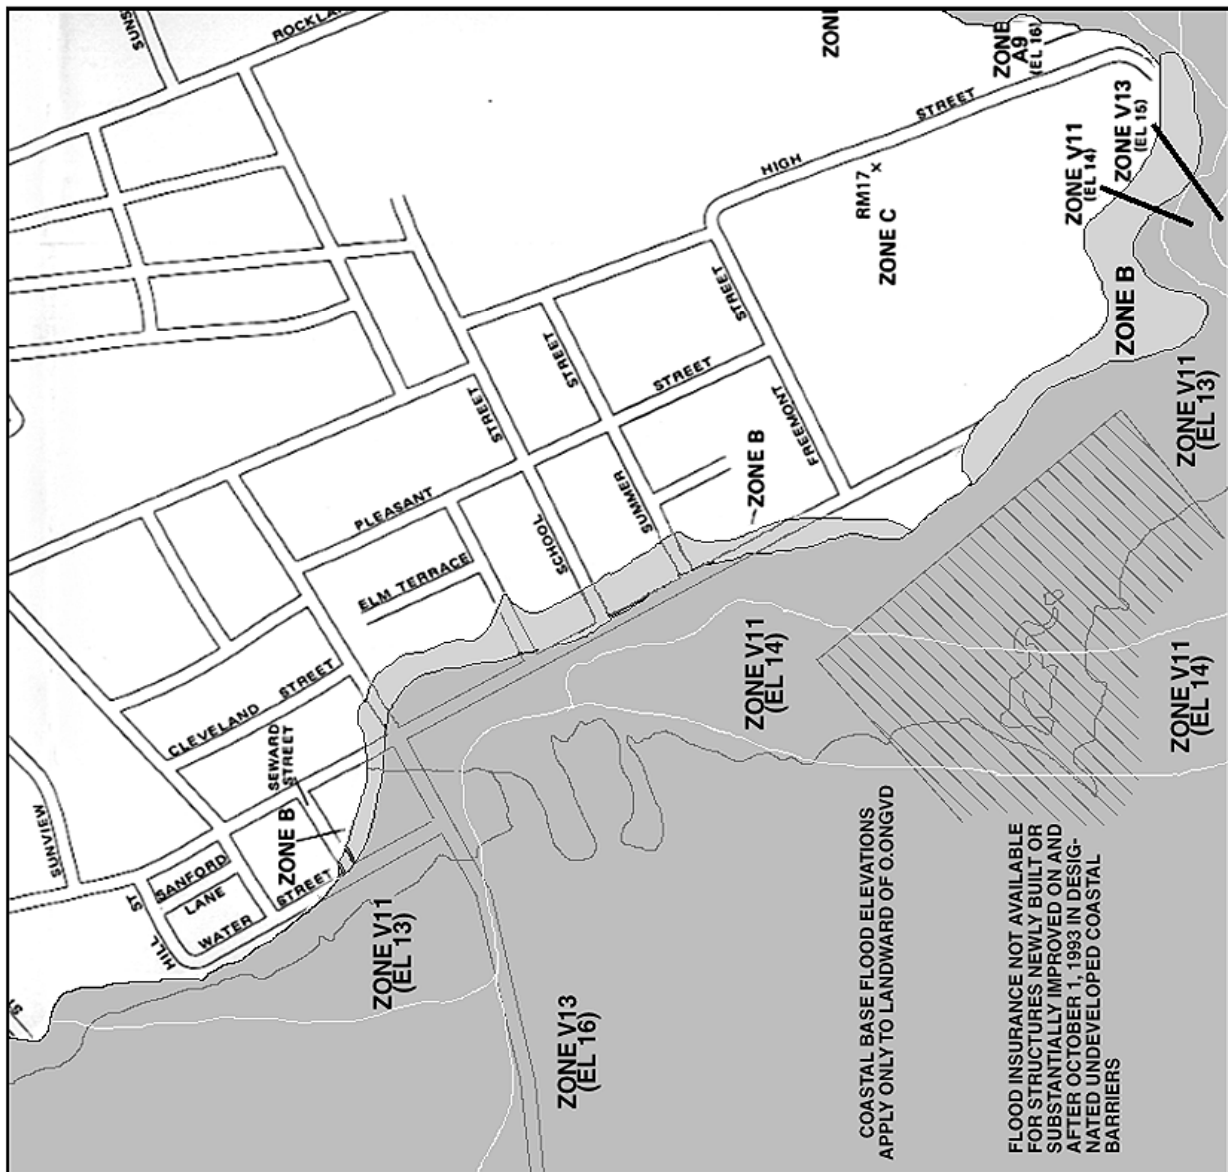 SUNS
ROCKLA
ZONE
ZONE
A9
(EL 16)
STREET
HIGH
ZONE V13
(EL 15)
ZONE V11
(EL 14)
RM17 x
ZONE C
STREET
STREET
STREET
STREET
ZONE B
FREEMONT
ZONE V11
(EL 13)
ZONE B
PLEASANT
SUMMER
SCHOOL
ELM TERRACE
ZONE V11
(EL 14)
ZONE V11
(EL 14)
CLEVELAND STREET
SEWARD
STREET
ZONE B
SUNVIEW
SANFORD
LANE
ST
HILL
WATER STREET
ST
ZONE V11
(EL 13)
ZONE V13
(EL 16)
COASTAL BASE FLOOD ELEVATIONS
APPLY ONLY TO LANDWARD OF O.ONGVD
FLOOD INSURANCE NOT AVAILABLE
FOR STRUCTURES NEWLY BUILT OR
SUBSTANTIALLY IMPROVED ON AND
AFTER OCTOBER 1, 1993 IN DESIG-
NATED UNDEVELOPED COASTAL
BARRIERS